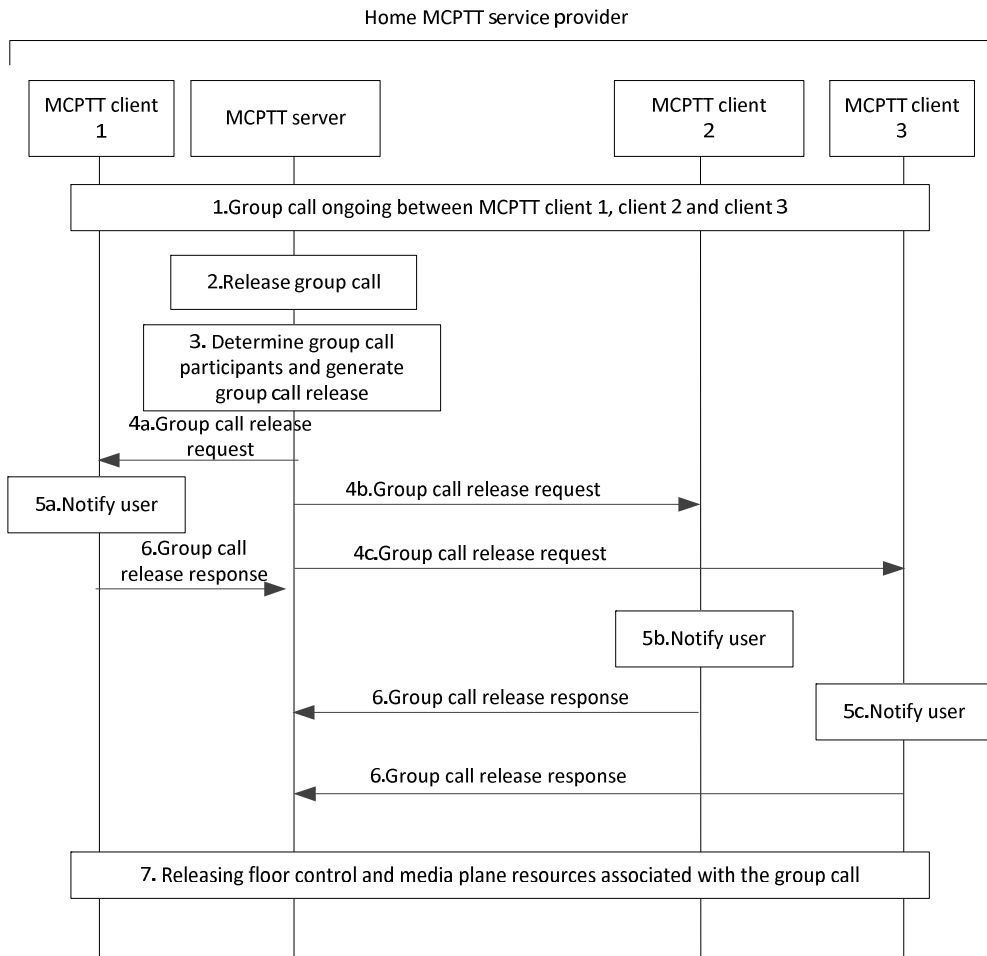 Home MCPTT service provider
MCPTT client
1
MCPTT server
MCPTT client
2
MCPTT client
3
1.Group call ongoing between MCPTT client 1, client 2 and client 3
2.Release group call
3. Determine group call
participants and generate
group call release
4a.Group call release
request
4b.Group call release request
5a.Notify user
6.Group call
release response
4c.Group call release request
5b.Notify user
6.Group call release response
5c.Notify user
6.Group call release response
7. Releasing floor control and media plane resources associated with the group call